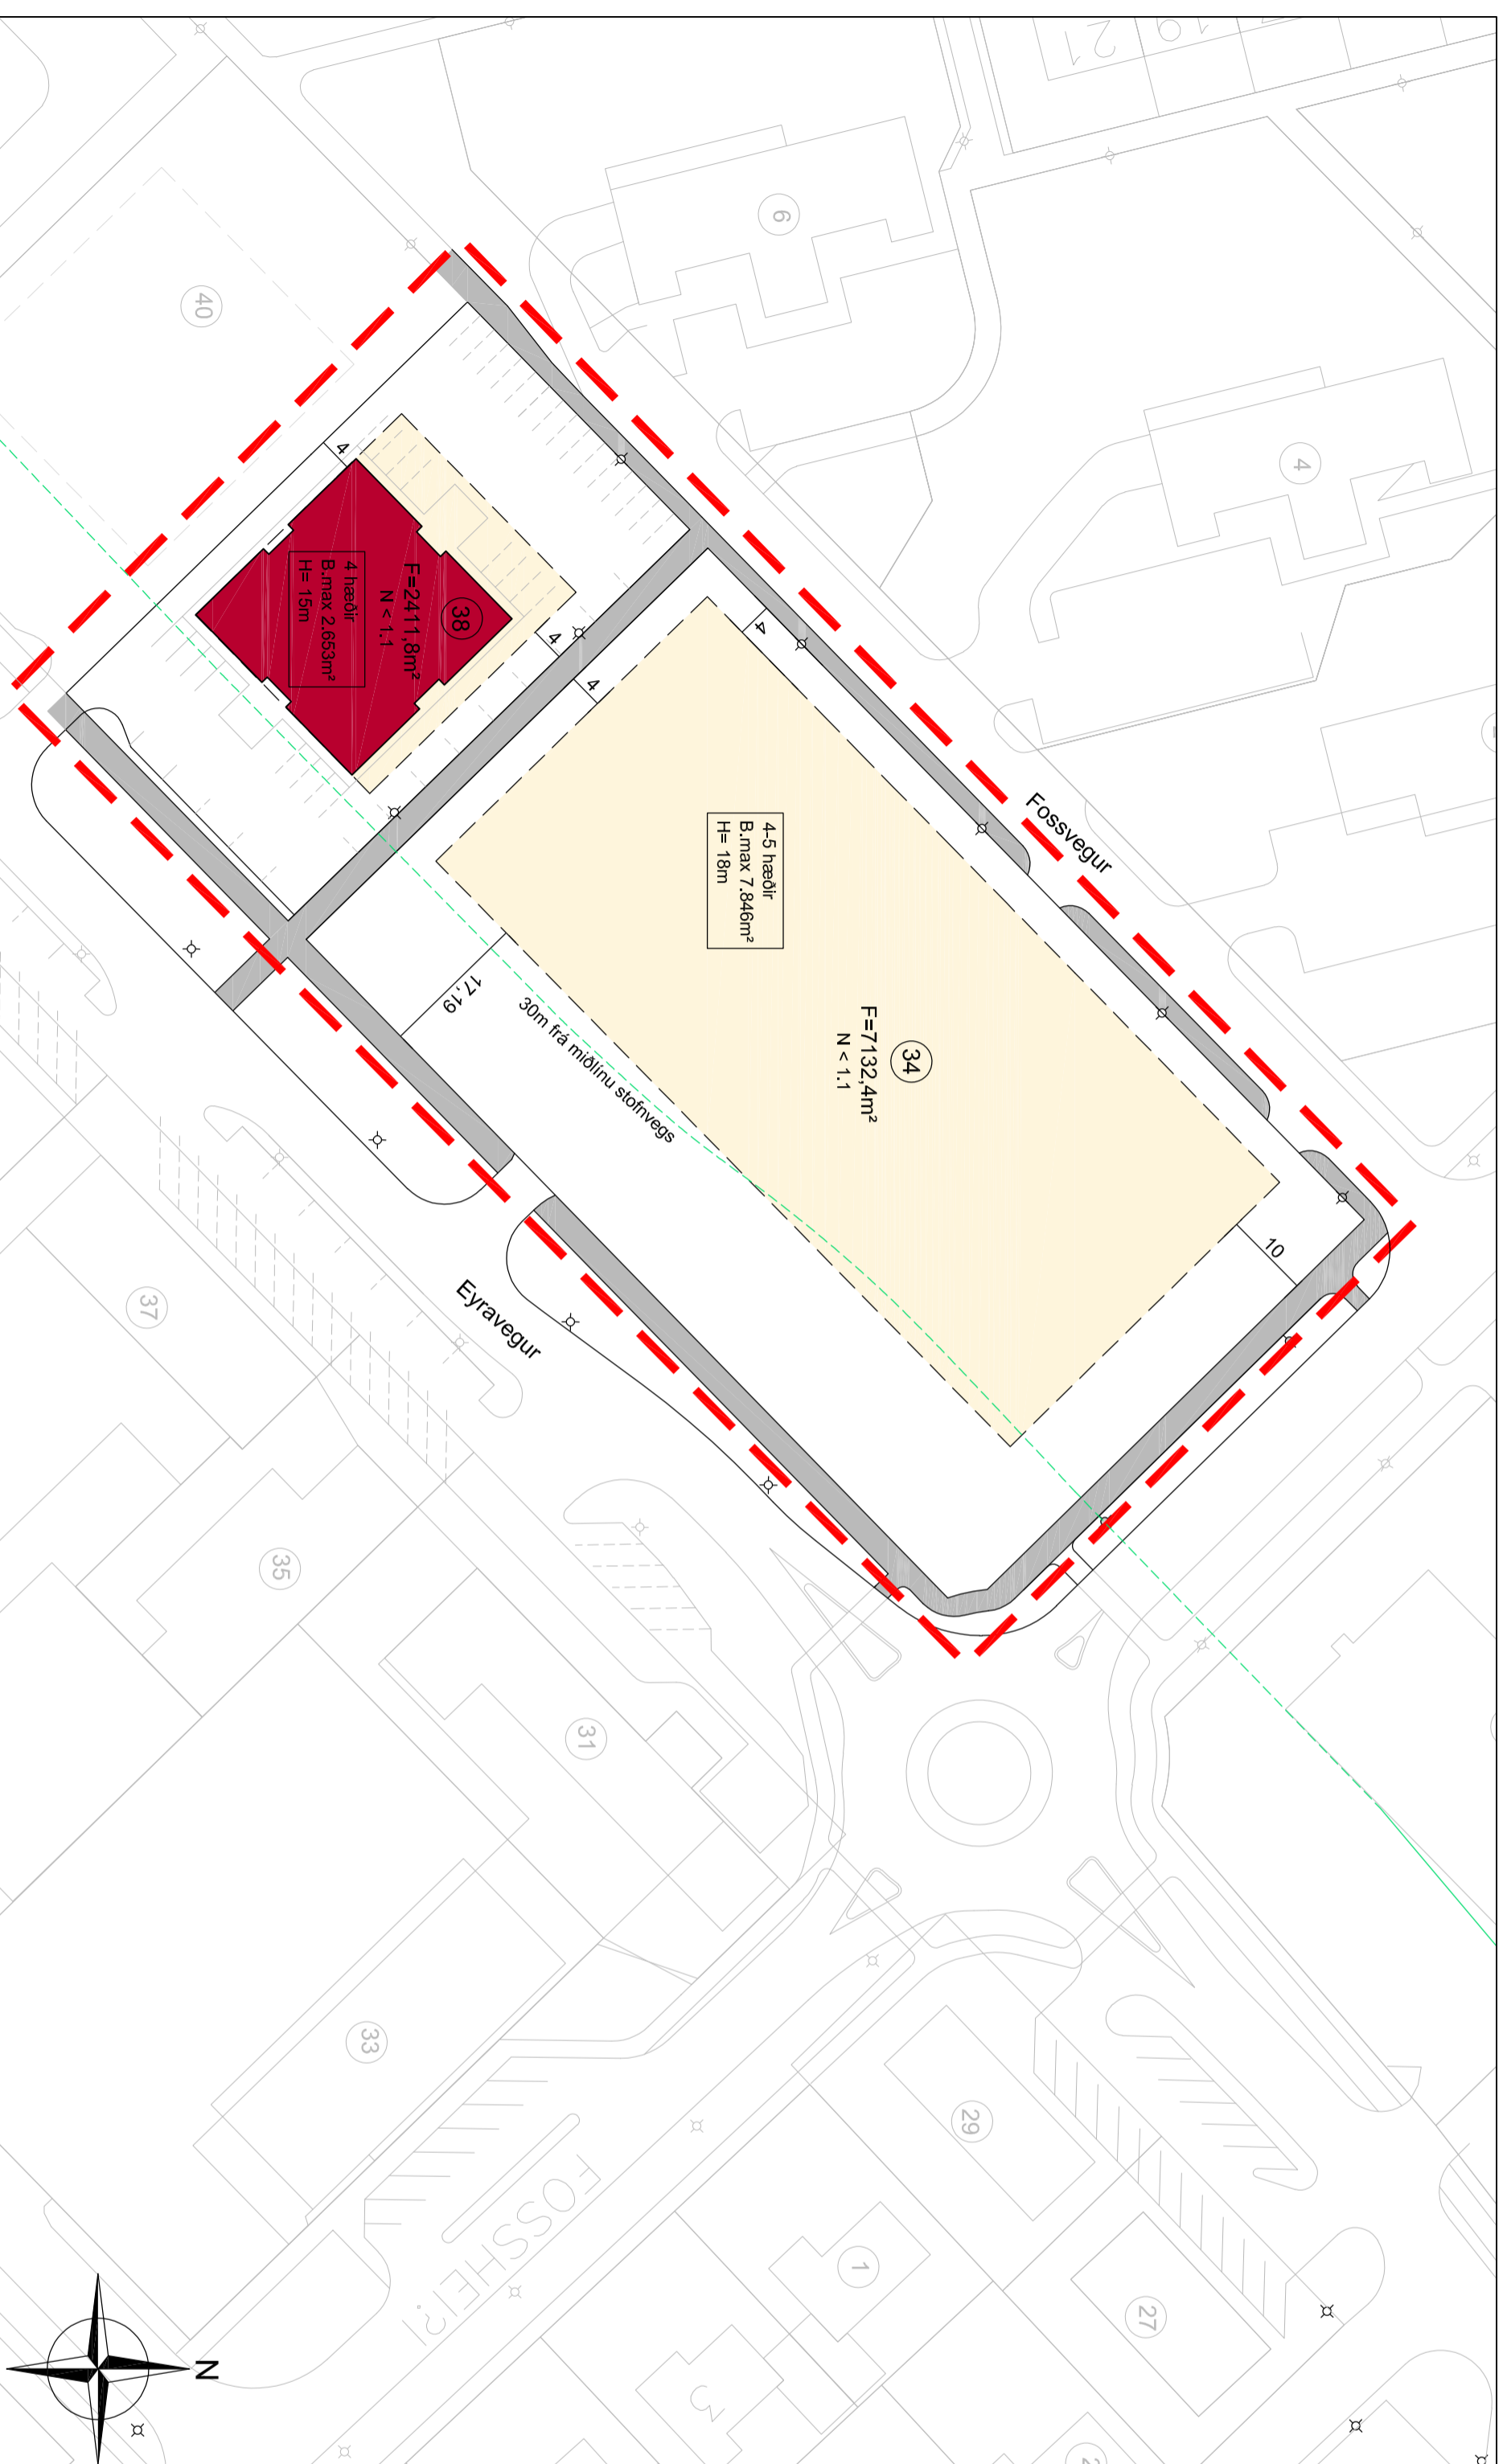 21
19
6
4
40
38
F=2411,8m²
N < 1.1
4 hæðir
B.max 2.653m²
H= 15m
4
4
4
4
Fossvegur
4-5 hæðir
B.max 7.846m²
H= 18m
34
F=7132,4m²
N < 1.1
17,19
30m frá miðlínu stofnvegs
10
Eyravegur
37
35
31
33
29
1
27
3
FOSSHEIÐI
N